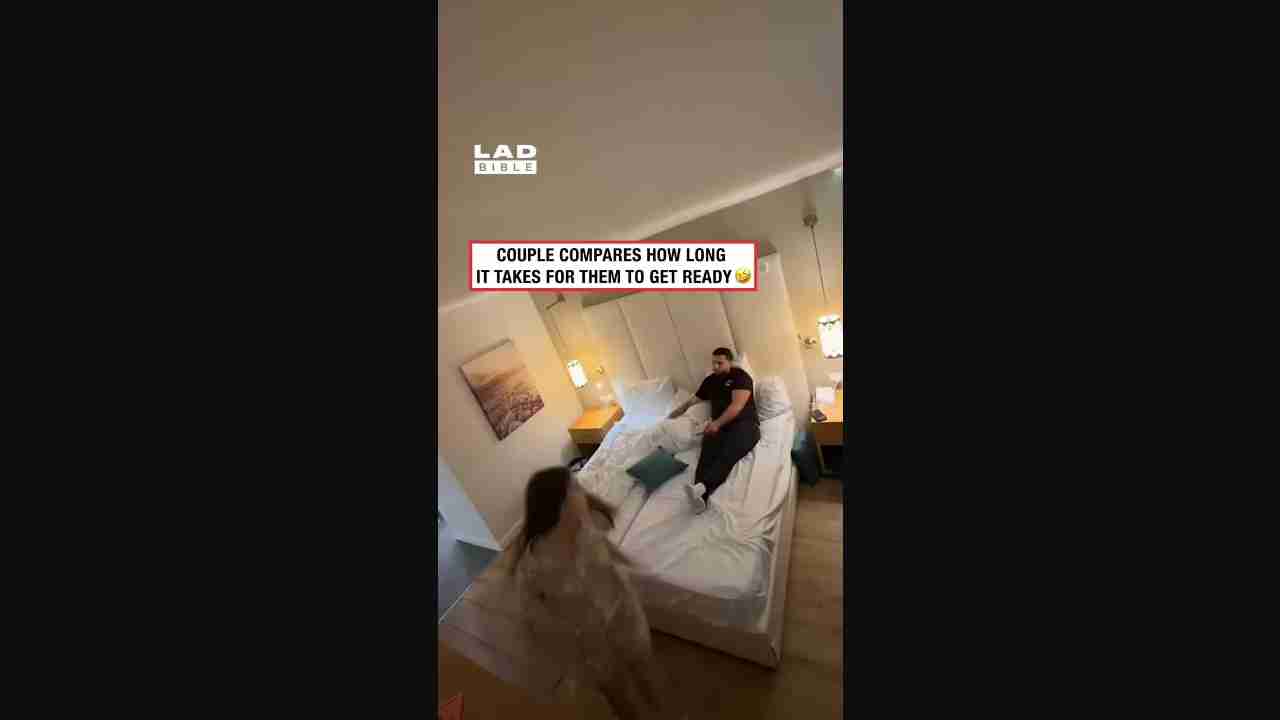 LAD
BIBLE
COUPLE COMPARES HOW LONG
IT TAKES FOR THEM TO GET READY🤣